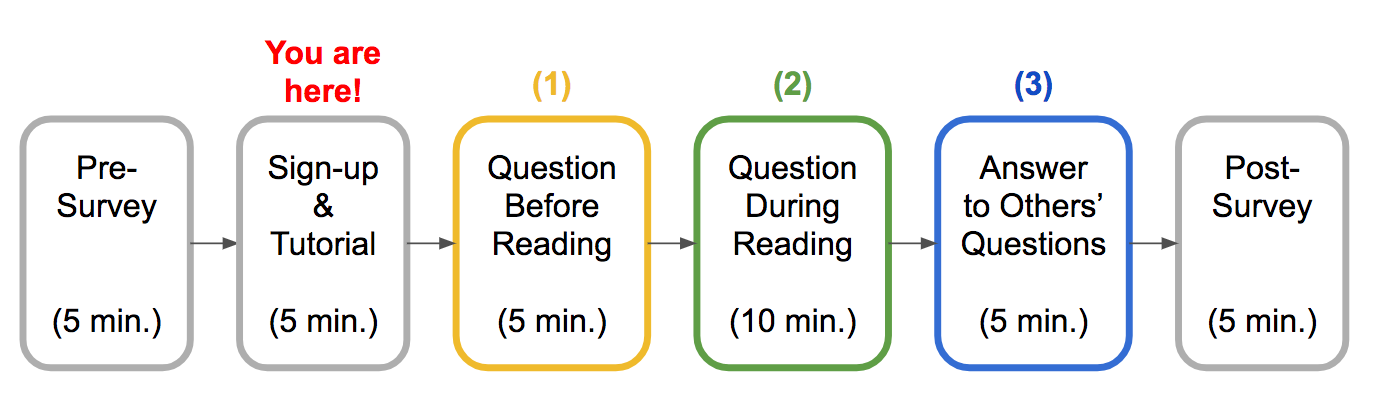 You are
here!
(1)
(2)
(3)
Pre-
Survey
(5 min.)
Sign-up
&
Tutorial
(5 min.)
Question
Before
Reading
(5 min.)
Question
During
Reading
(10 min.)
Answer
to Others’
Questions
(5 min.)
Post-
Survey
(5 min.)